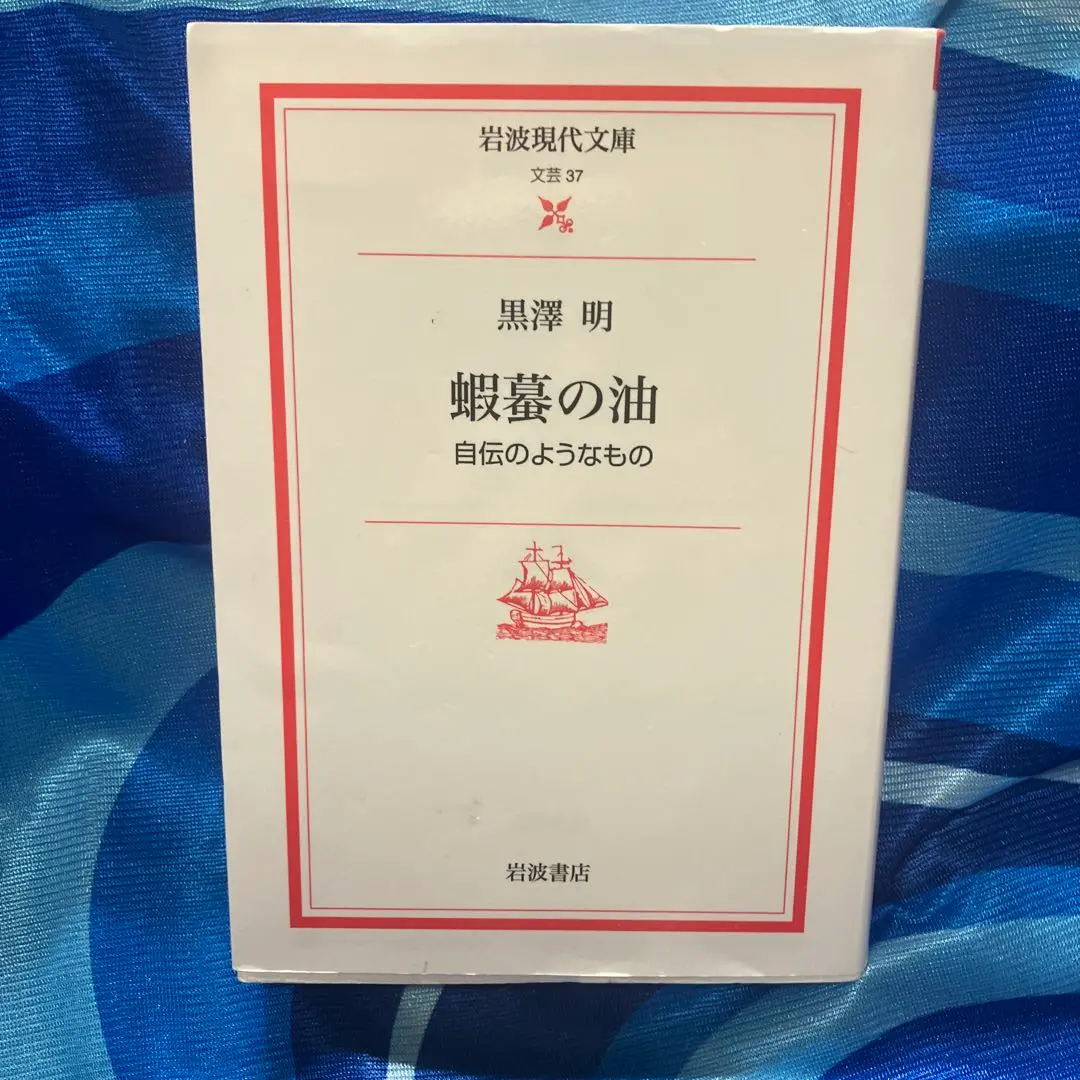 岩波現代文庫
文芸 37
黒澤 明
蝦蟇の油
自伝のようなもの
岩波書店